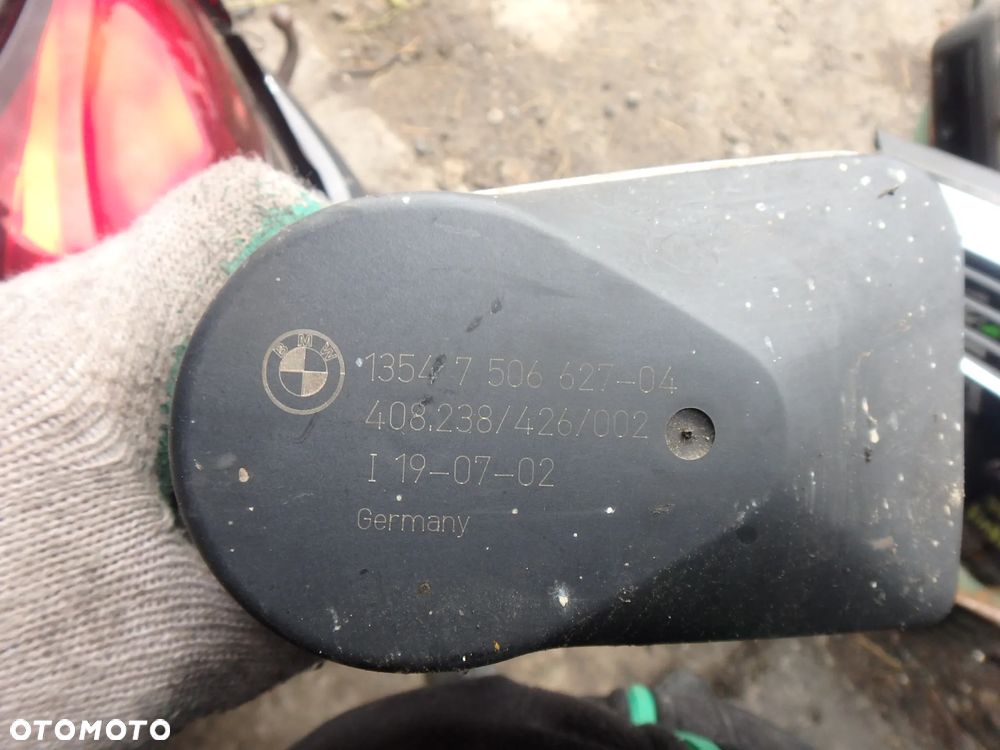 BMW
1354 7 506 627-04
408.238/426/002
I 19-07-02
Germany
OTOMOTO